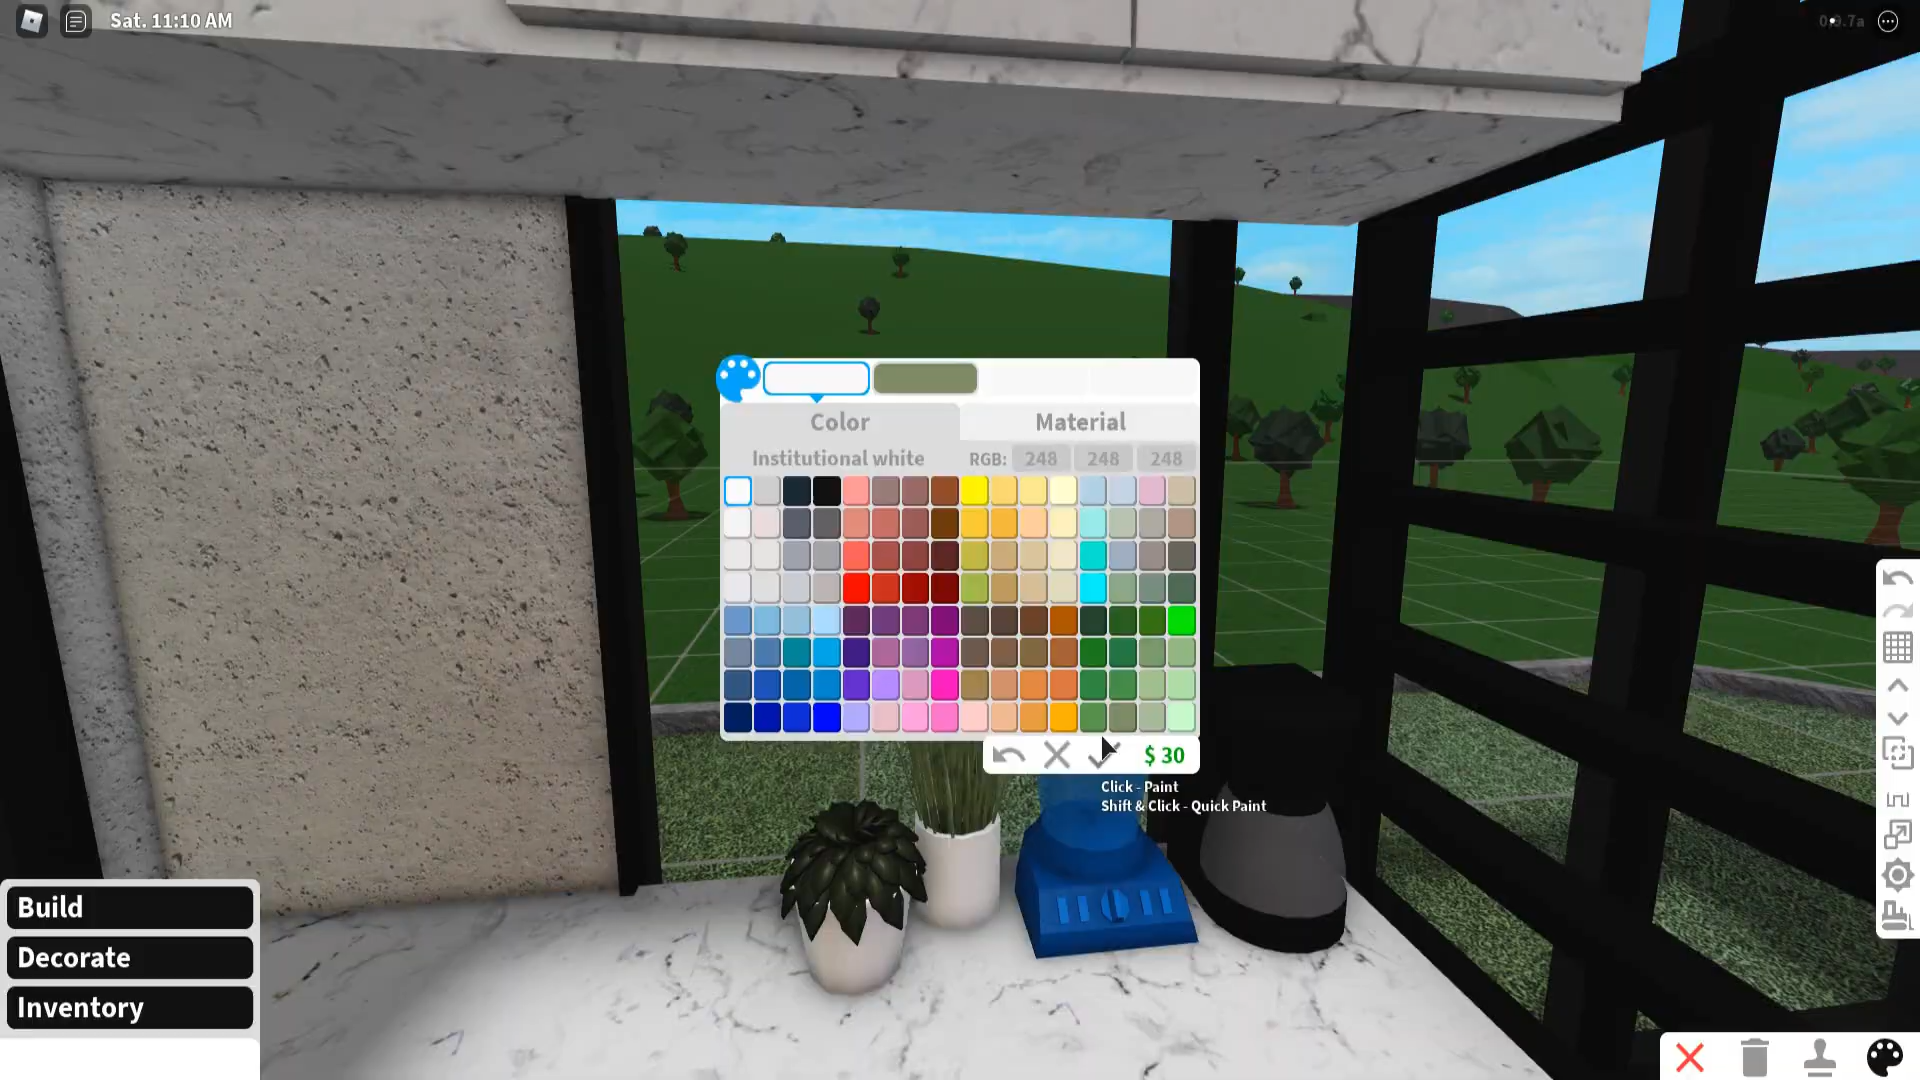 Sat. 11:10 AM
Color
Material
Institutional white
RGB: 248 248 248
$ 30
Click - Paint
Shift & Click - Quick Paint
Build
Decorate
Inventory